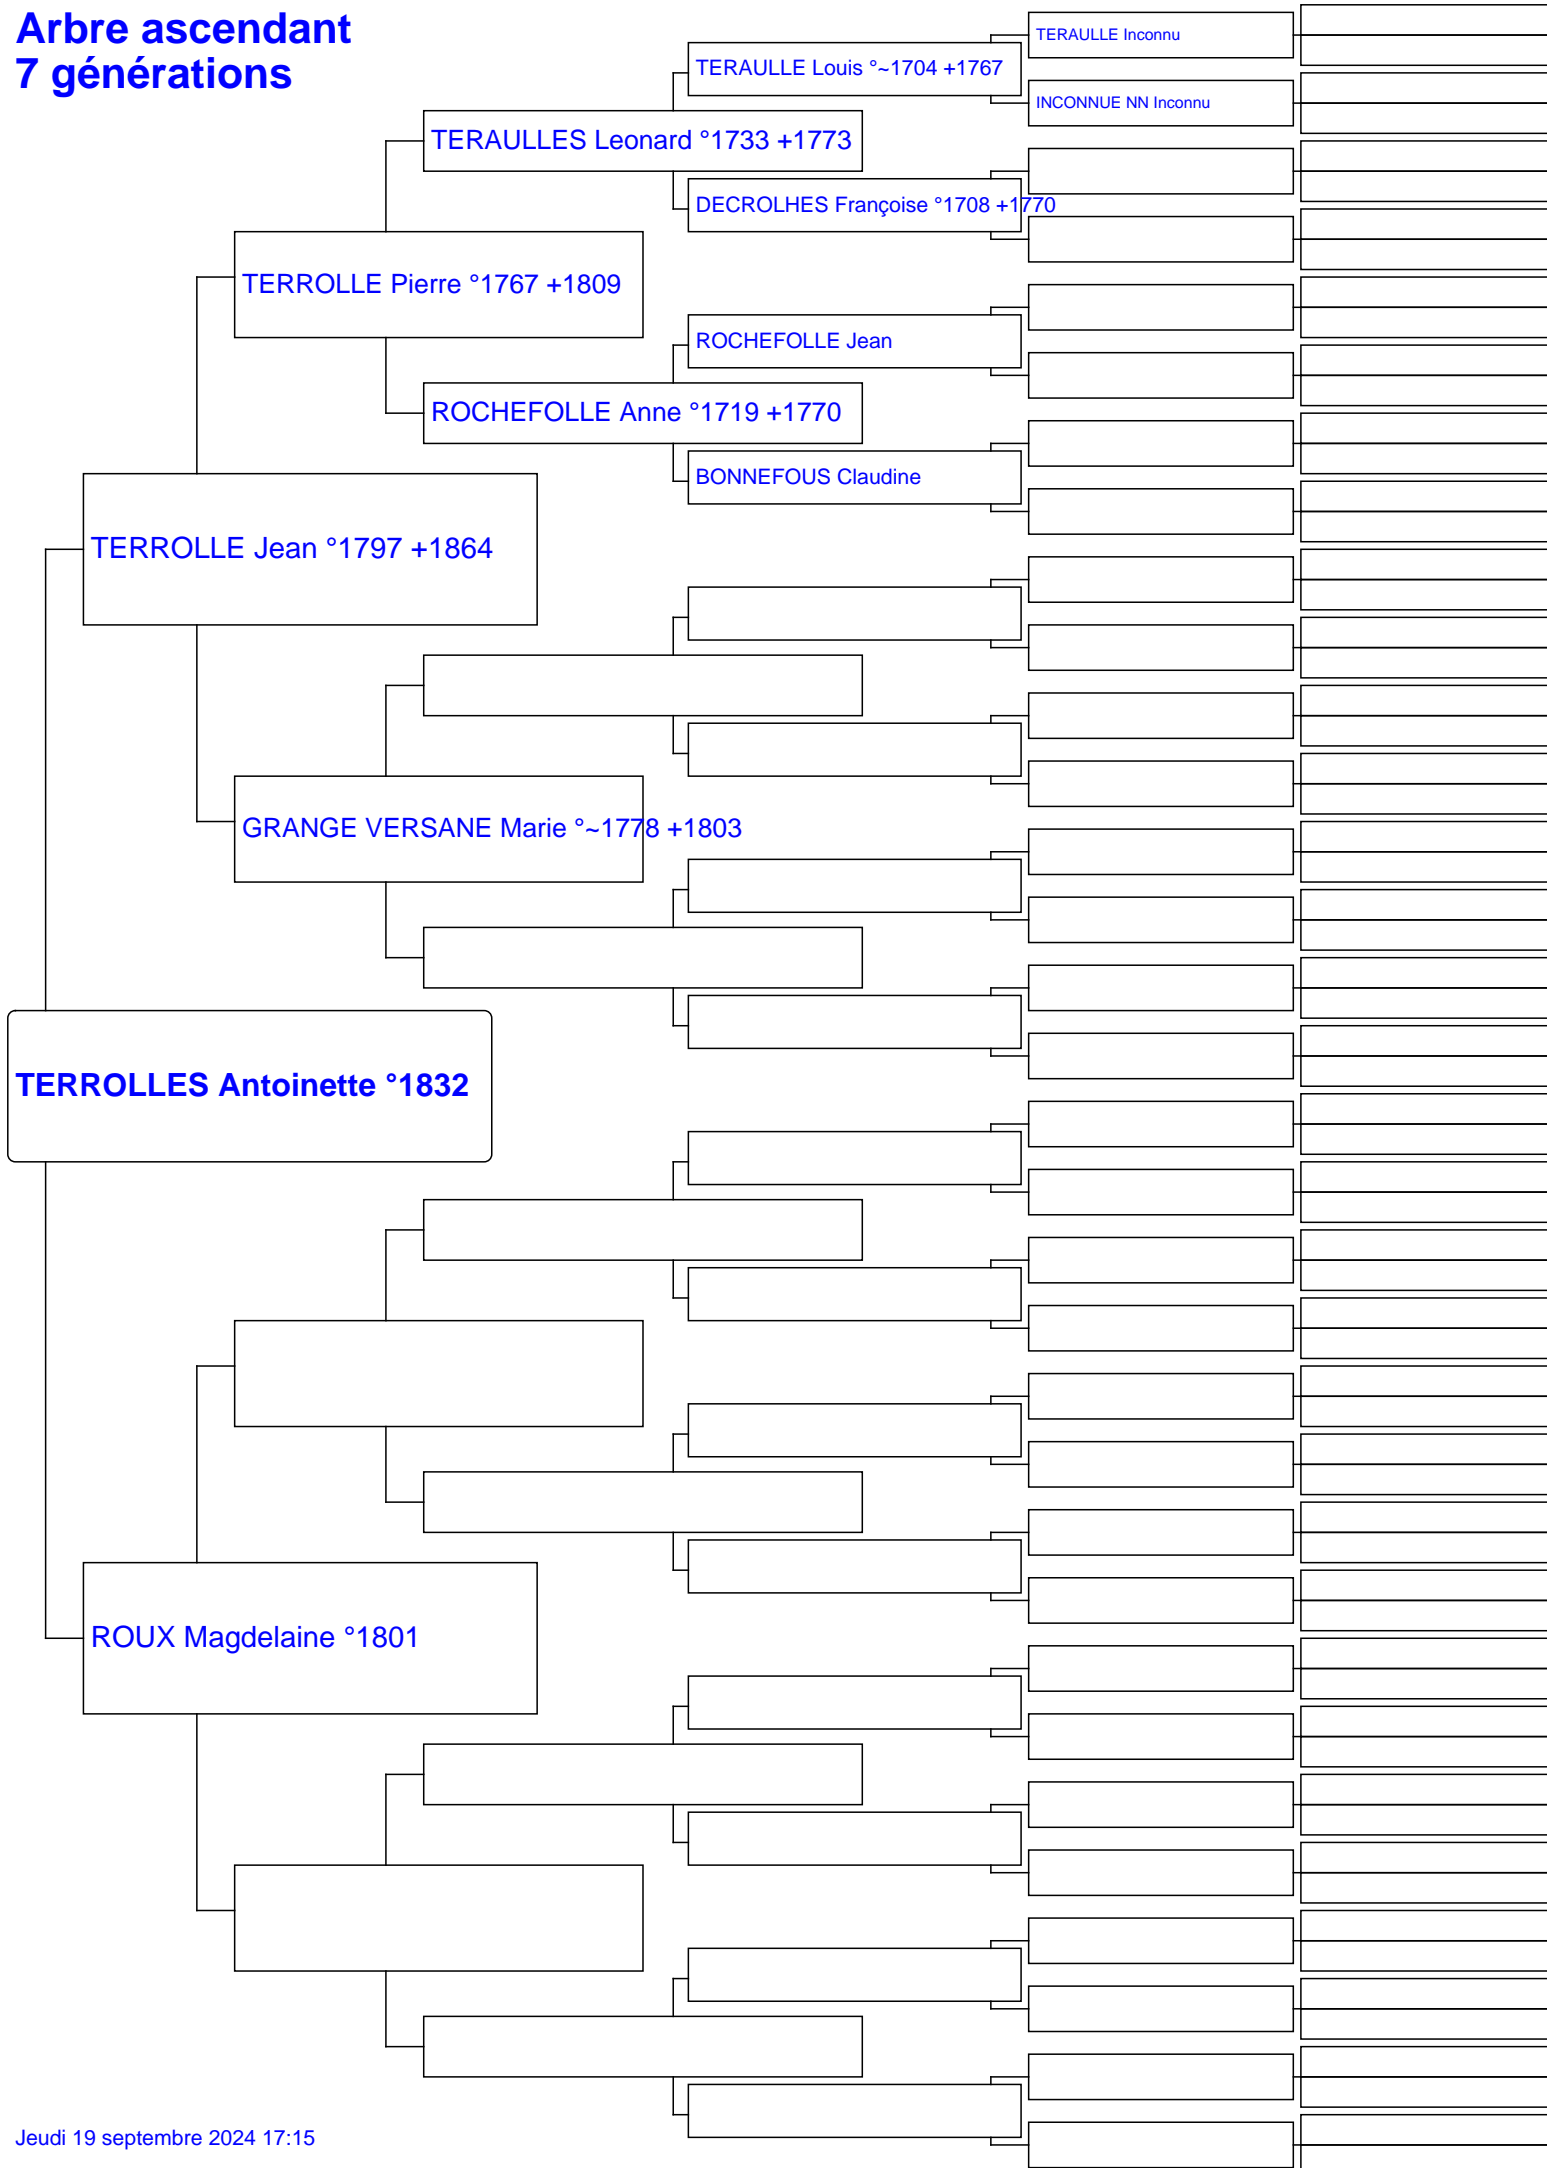 Arbre ascendant
7 générations
TERAULLE Inconnu
TERAULLE Louis °~1704 +1767
INCONNUE NN Inconnu
TERAULLES Leonard °1733 +1773
DECROLHES Françoise °1708 +1770
TERROLLE Pierre °1767 +1809
ROCHEFOLLE Jean
ROCHEFOLLE Anne °1719 +1770
BONNEFOUS Claudine
TERROLLE Jean °1797 +1864
GRANGE VERSANE Marie °~1778 +1803
TERROLLES Antoinette °1832
ROUX Magdelaine °1801
Jeudi 19 septembre 2024 17:15